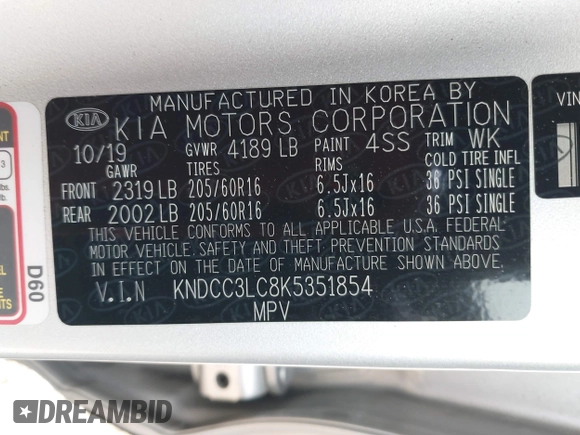 MANUFACTURED IN KOREA BY
KIA KIA MOTORS CORPORATION
10/19 GVWR 4189 LB PAINT 4SS TRIM WK
GAWR TIRES RIMS COLD TIRE INFL
FRONT 2319 LB 205/60R16 6.5Jx16 36 PSI SINGLE
REAR 2002 LB 205/60R16 6.5Jx16 36 PSI SINGLE
THIS VEHICLE CONFORMS TO ALL APPLICABLE U.S.A. FEDERAL
MOTOR VEHICLE, SAFETY AND THEFT PREVENTION STANDARDS
IN EFFECT ON THE DATE OF MANUFACTURE SHOWN ABOVE.
V.I.N KNDCC3LC8K5351854
MPV
D60
VIN
DREAMBID